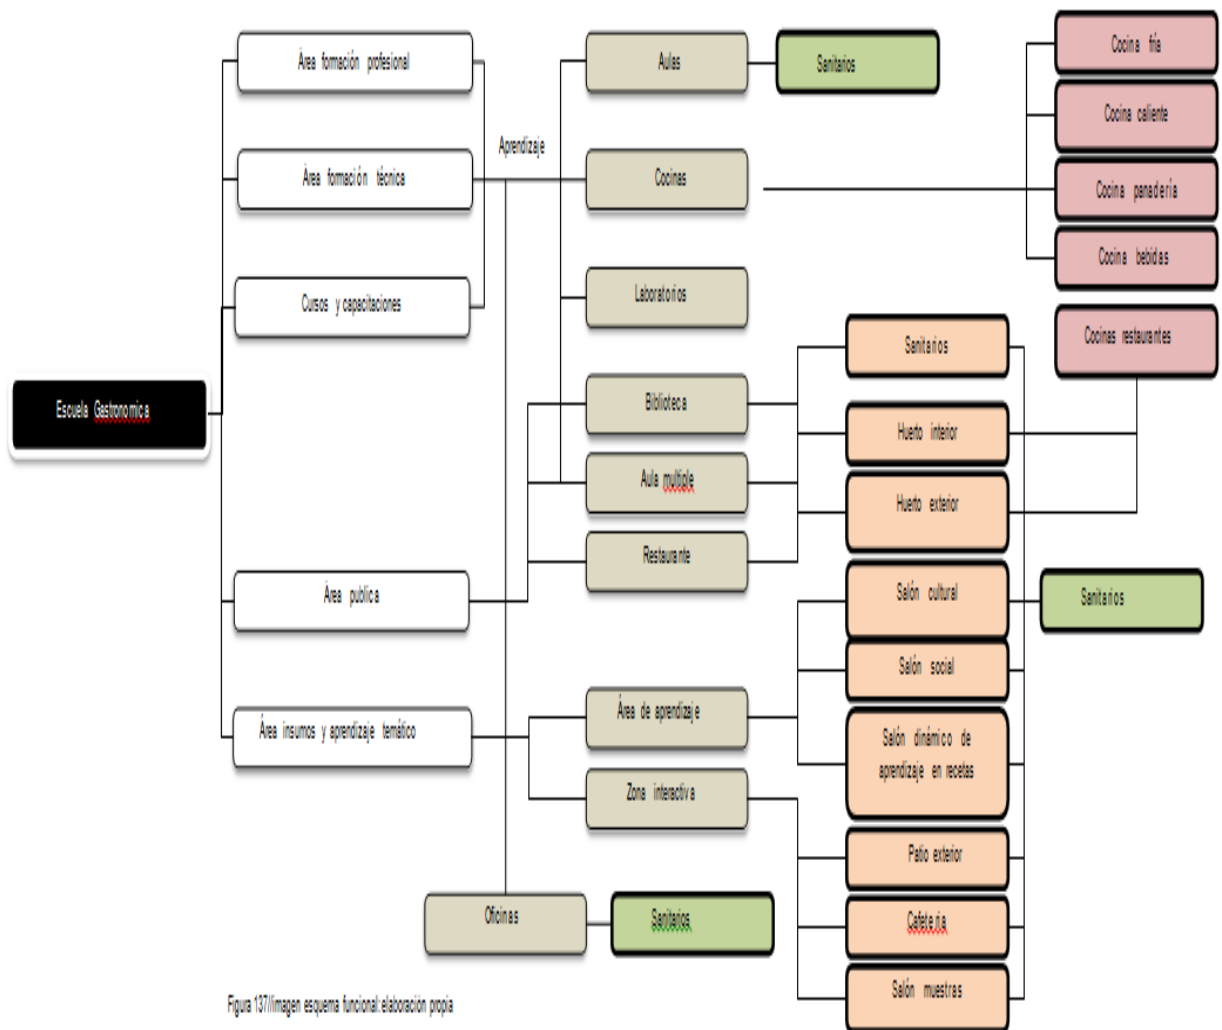 Área formación profesional
Aulas
Sanitarios
Cocina fría
Cocina caliente
Aprendizaje
Área formación técnica
Cocinas
Cocina panadería
Cocina bebidas
Cursos y capacitaciones
Laboratorios
Cocinas restaurantes
Sanitarios
Escuela Gastronomica
Biblioteca
Huerto interior
Aula multiple
Huerto exterior
Restaurante
Área publica
Salón cultural
Sanitarios
Salón social
Área insumos y aprendizaje temático
Área de aprendizaje
Salón dinámico de
aprendizaje en recetas
Zona interactiva
Patio exterior
Oficinas
Sanitarios
Cafeteria
Salón muestras
Figura 137//imagen esquema funcional:elaboración propia